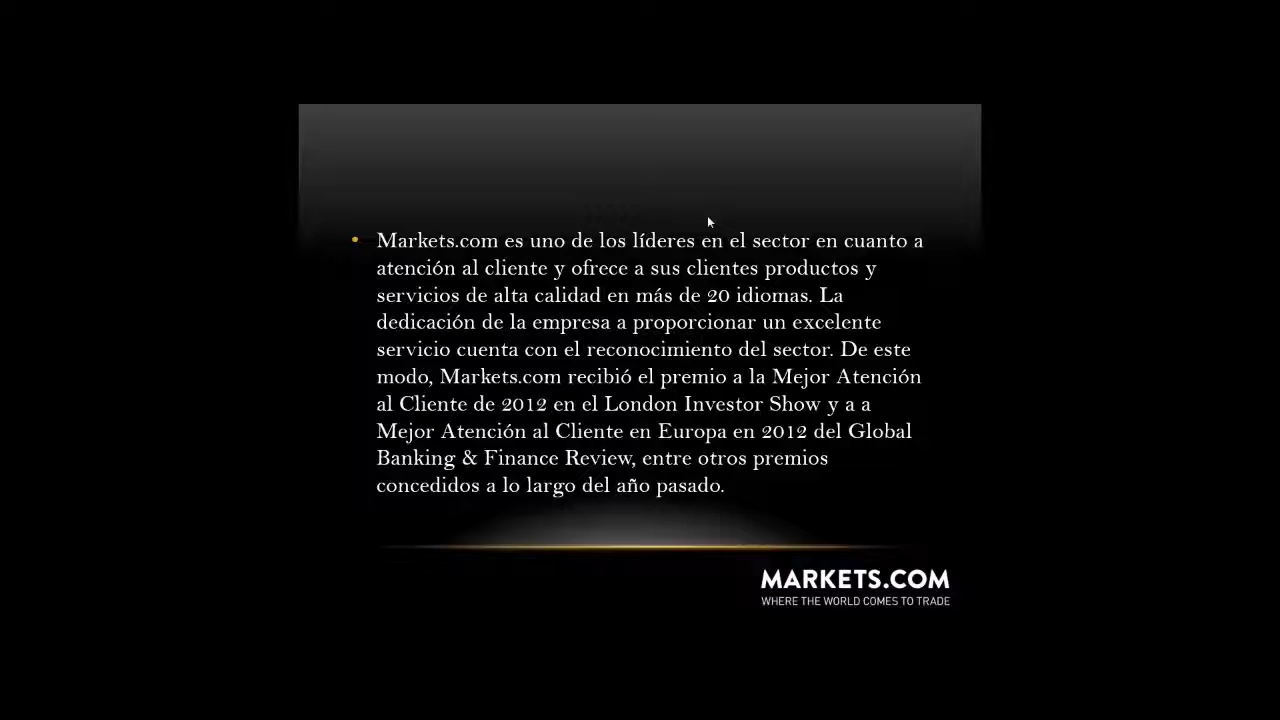 • Markets.com es uno de los líderes en el sector en cuanto a
atención al cliente y ofrece a sus clientes productos y
servicios de alta calidad en más de 20 idiomas. La
dedicación de la empresa a proporcionar un excelente
servicio cuenta con el reconocimiento del sector. De este
modo, Markets.com recibió el premio a la Mejor Atención
al Cliente de 2012 en el London Investor Show y a a
Mejor Atención al Cliente en Europa en 2012 del Global
Banking & Finance Review, entre otros premios
concedidos a lo largo del año pasado.
MARKETS.COM
WHERE THE WORLD COMES TO TRADE